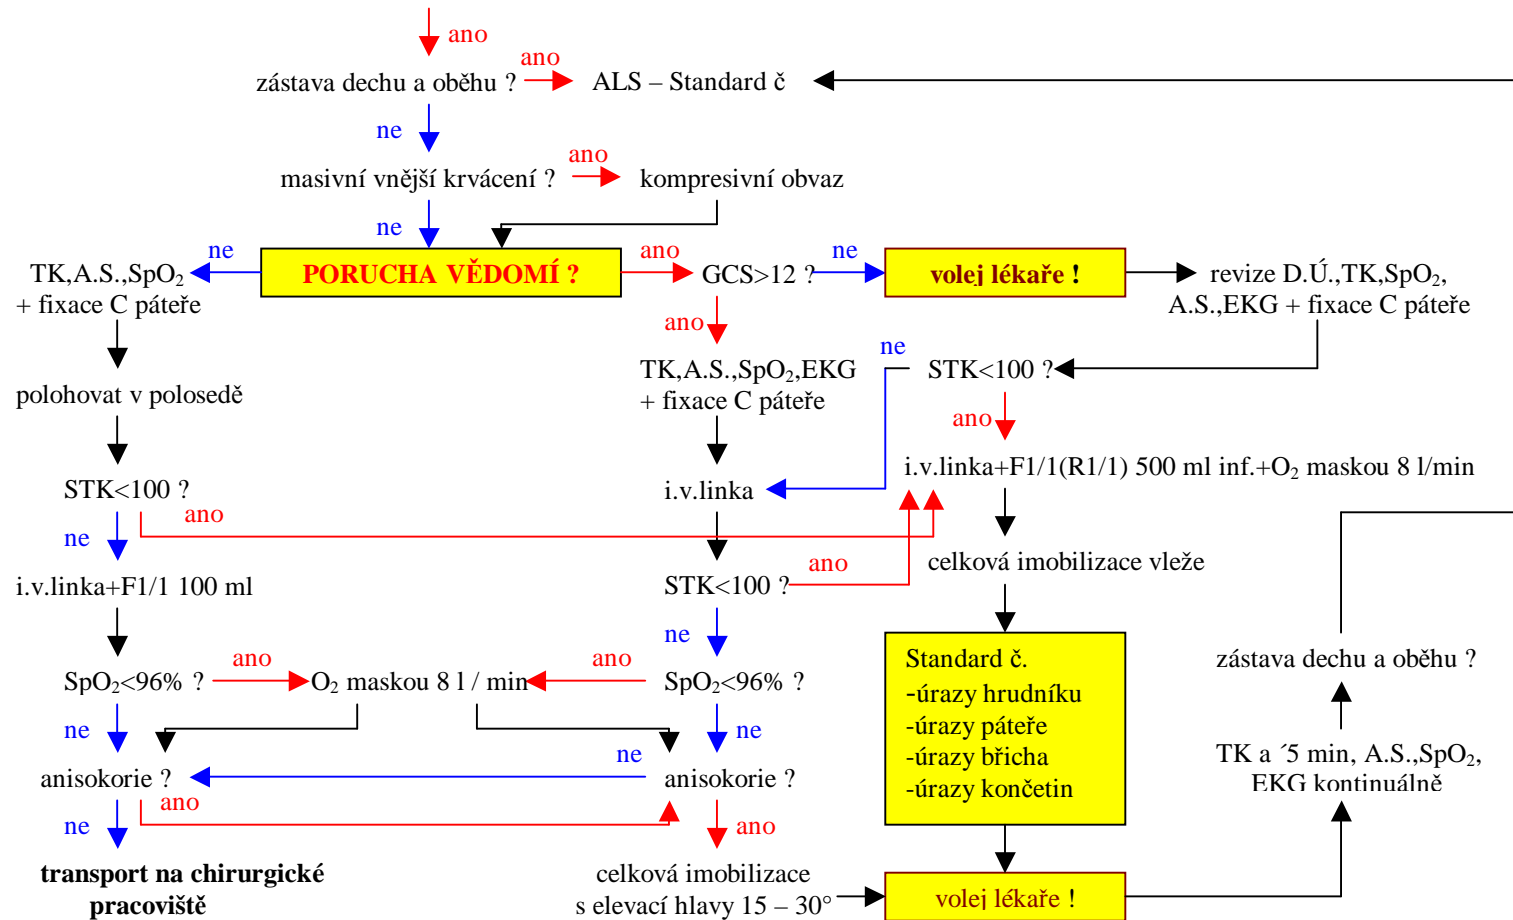 ano
zástava dechu a oběhu ?
ano
ALS – Standard č
ne
masivní vnější krvácení ?
ano
kompresivní obvaz
ne
ne
PORUCHA VĚDOMÍ ?
ano
GCS>12 ?
ne
volej lékaře !
revize D.Ú.,TK,SpO₂,
A.S.,EKG + fixace C páteře
TK,A.S.,SpO₂
+ fixace C páteře
ano
ne
TK,A.S.,SpO₂,EKG
+ fixace C páteře
STK<100 ?
polohovat v polosedě
ano
i.v.linka+F1/1(R1/1) 500 ml inf.+O₂ maskou 8 l/min
STK<100 ?
ano
i.v.linka
ne
celková imobilizace vleže
i.v.linka+F1/1 100 ml
STK<100 ?
ano
ne
SpO₂<96% ?
ano
O₂ maskou 8 l / min
ano
SpO₂<96% ?
Standard č.
-úrazy hrudníku
-úrazy páteře
-úrazy břicha
-úrazy končetin
zástava dechu a oběhu ?
ne
ne
TK a ´5 min, A.S.,SpO₂,
EKG kontinuálně
anisokorie ?
ne
anisokorie ?
ano
ne
ano
transport na chirurgické
pracoviště
celková imobilizace
s elevací hlavy 15 – 30°
volej lékaře !